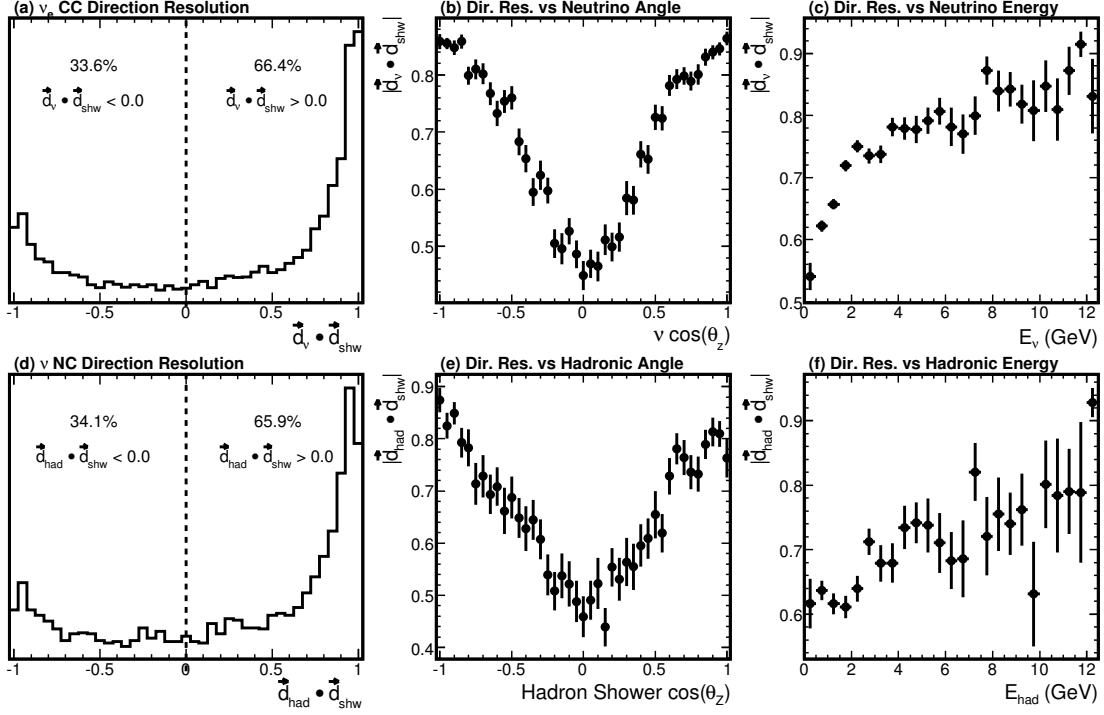 (a) νₑ CC Direction Resolution
33.6%
66.4%
d⃗ν • d⃗shw < 0.0
d⃗ν • d⃗shw > 0.0
-1 -0.5 0 0.5 1
d⃗ν • d⃗shw
(b) Dir. Res. vs Neutrino Angle
|d⃗ν • d⃗shw|
0.8
0.7
0.6
0.5
-1 -0.5 0 0.5 1
ν cos(θz)
(c) Dir. Res. vs Neutrino Energy
|d⃗ν • d⃗shw|
0.9
0.8
0.7
0.6
0.5
0 2 4 6 8 10 12
Eν (GeV)
(d) ν NC Direction Resolution
34.1%
65.9%
d⃗had • d⃗shw < 0.0
d⃗had • d⃗shw > 0.0
-1 -0.5 0 0.5 1
d⃗had • d⃗shw
(e) Dir. Res. vs Hadronic Angle
0.9
0.8
0.7
0.6
0.5
0.4
-1 -0.5 0 0.5 1
Hadron Shower cos(θZ)
(f) Dir. Res. vs Hadronic Energy
|d⃗had • d⃗shw|
0.9
0.8
0.7
0.6
0 2 4 6 8 10 12
Ehad (GeV)